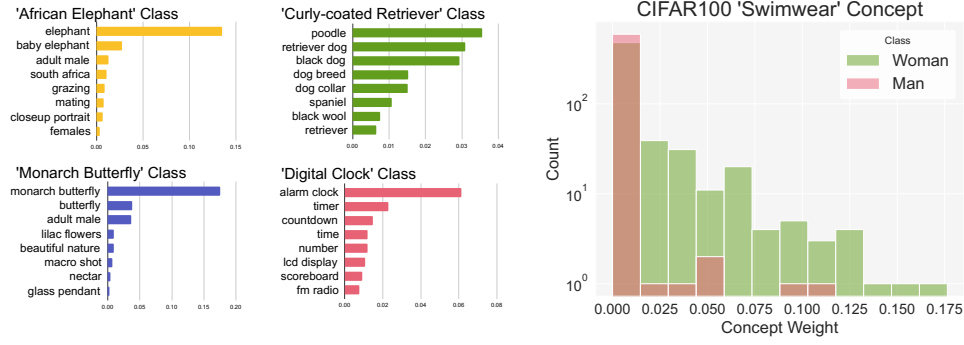 'African Elephant' Class
elephant
baby elephant
adult male
south africa
grazing
mating
closeup portrait
females
0.00 0.05 0.10 0.15
'Curly-coated Retriever' Class
poodle
retriever dog
black dog
dog breed
dog collar
spaniel
black wool
retriever
0.00 0.01 0.02 0.03 0.04
'Monarch Butterfly' Class
monarch butterfly
butterfly
adult male
lilac flowers
beautiful nature
macro shot
nectar
glass pendant
0.00 0.05 0.10 0.15 0.20
'Digital Clock' Class
alarm clock
timer
countdown
time
number
lcd display
scoreboard
fm radio
0.00 0.02 0.04 0.06 0.08
CIFAR100 'Swimwear' Concept
Class
Woman
Man
Count
10²
10¹
10⁰
0.000 0.025 0.050 0.075 0.100 0.125 0.150 0.175
Concept Weight